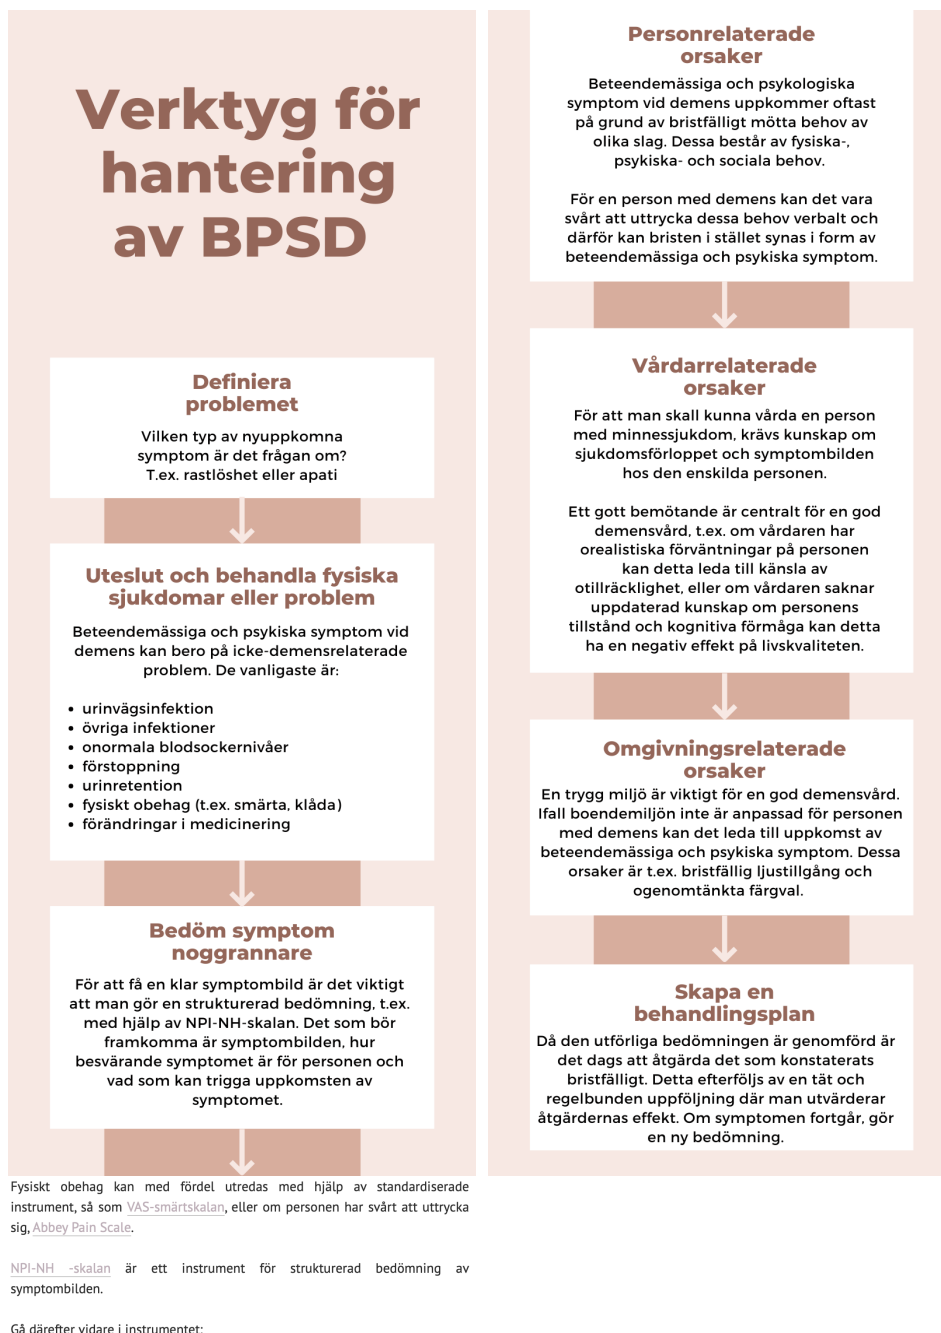 Verktyg för
hantering
av BPSD
Definiera
problemet
Vilken typ av nyuppkomna
symptom är det frågan om?
T.ex. rastlöshet eller apati
Uteslut och behandla fysiska
sjukdomar eller problem
Beteendemässiga och psykiska symptom vid
demens kan bero på icke-demensrelaterade
problem. De vanligaste är:
• urinvägsinfektion
• övriga infektioner
• onormala blodsockernivåer
• förstoppning
• urinretention
• fysiskt obehag (t.ex. smärta, klåda)
• förändringar i medicinering
Bedöm symptom
noggrannare
För att få en klar symptombild är det viktigt
att man gör en strukturerad bedömning, t.ex.
med hjälp av NPI-NH-skalan. Det som bör
framkomma är symptombilden, hur
besvärande symptomet är för personen och
vad som kan trigga uppkomsten av
symptomet.
Fysiskt obehag kan med fördel utredas med hjälp av standardiserade
instrument, så som VAS-smärtskalan, eller om personen har svårt att uttrycka
sig, Abbey Pain Scale.
NPI-NH -skalan är ett instrument för strukturerad bedömning av
symptombilden.
Gå därefter vidare i instrumentet:
Personrelaterade
orsaker
Beteendemässiga och psykologiska
symptom vid demens uppkommer oftast
på grund av bristfälligt mötta behov av
olika slag. Dessa består av fysiska-,
psykiska- och sociala behov.
För en person med demens kan det vara
svårt att uttrycka dessa behov verbalt och
därför kan bristen i stället synas i form av
beteendemässiga och psykiska symptom.
Vårdarrelaterade
orsaker
För att man skall kunna vårda en person
med minnessjukdom, krävs kunskap om
sjukdomsförloppet och symptombilden
hos den enskilda personen.
Ett gott bemötande är centralt för en god
demensvård, t.ex. om vårdaren har
orealistiska förväntningar på personen
kan detta leda till känsla av
otillräcklighet, eller om vårdaren saknar
uppdaterad kunskap om personens
tillstånd och kognitiva förmåga kan detta
ha en negativ effekt på livskvaliteten.
Omgivningsrelaterade
orsaker
En trygg miljö är viktigt för en god demensvård.
Ifall boendemiljön inte är anpassad för personen
med demens kan det leda till uppkomst av
beteendemässiga och psykiska symptom. Dessa
orsaker är t.ex. bristfällig ljustillgång och
ogenomtänkta färgval.
Skapa en
behandlingsplan
Då den utförliga bedömningen är genomförd är
det dags att åtgärda det som konstaterats
bristfälligt. Detta efterföljs av en tät och
regelbunden uppföljning där man utvärderar
åtgärdernas effekt. Om symptomen fortgår, gör
en ny bedömning.